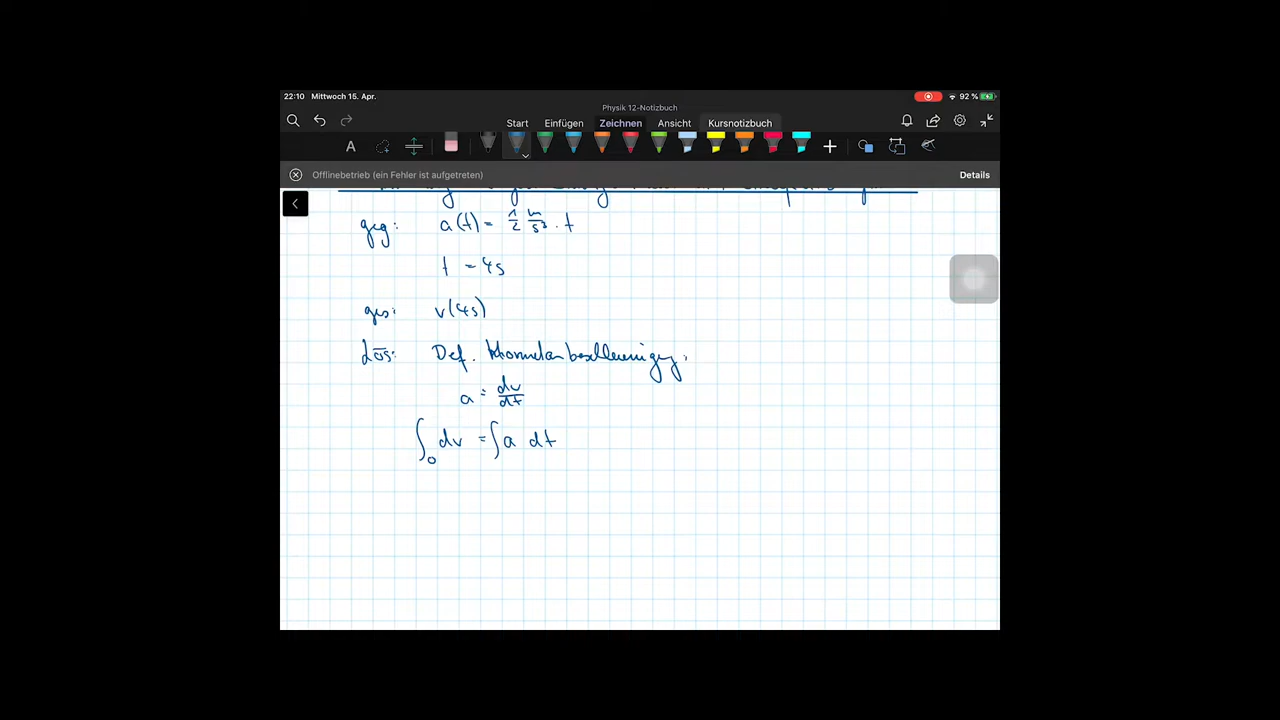 22:10 Mittwoch 15. Apr. 92 %
Physik 12-Notizbuch
Start Einfügen Zeichnen Ansicht Kursnotizbuch
A
Offlinebetrieb (ein Fehler ist aufgetreten) Details
geg: a(t) = 1/2 m/s³ · t
t = 4s
ges: v(4s)
Lös: Def. Momentanbeschleunigung:
a = dv/dt
∫₀ dv = ∫ a dt